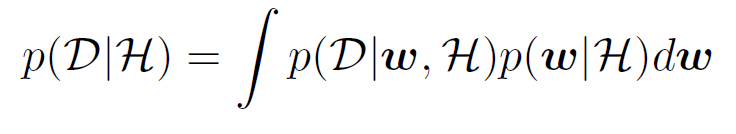 p(𝒟|ℋ) = ∫ p(𝒟|𝒘, ℋ)p(𝒘|ℋ)d𝒘